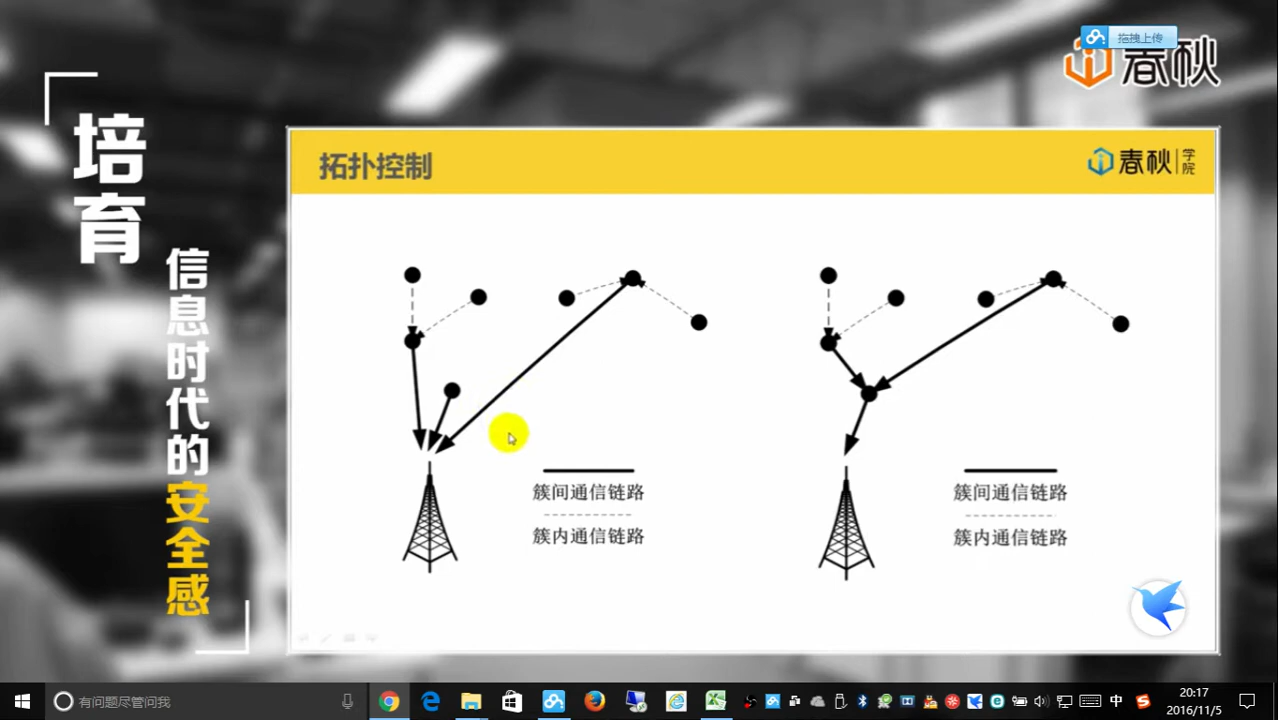 拖拽上传
春秋
培育
信息时代的安全感
拓扑控制
春秋学院
簇间通信链路
簇内通信链路
簇间通信链路
簇内通信链路
有问题尽管问我
中
20:17
2016/11/5